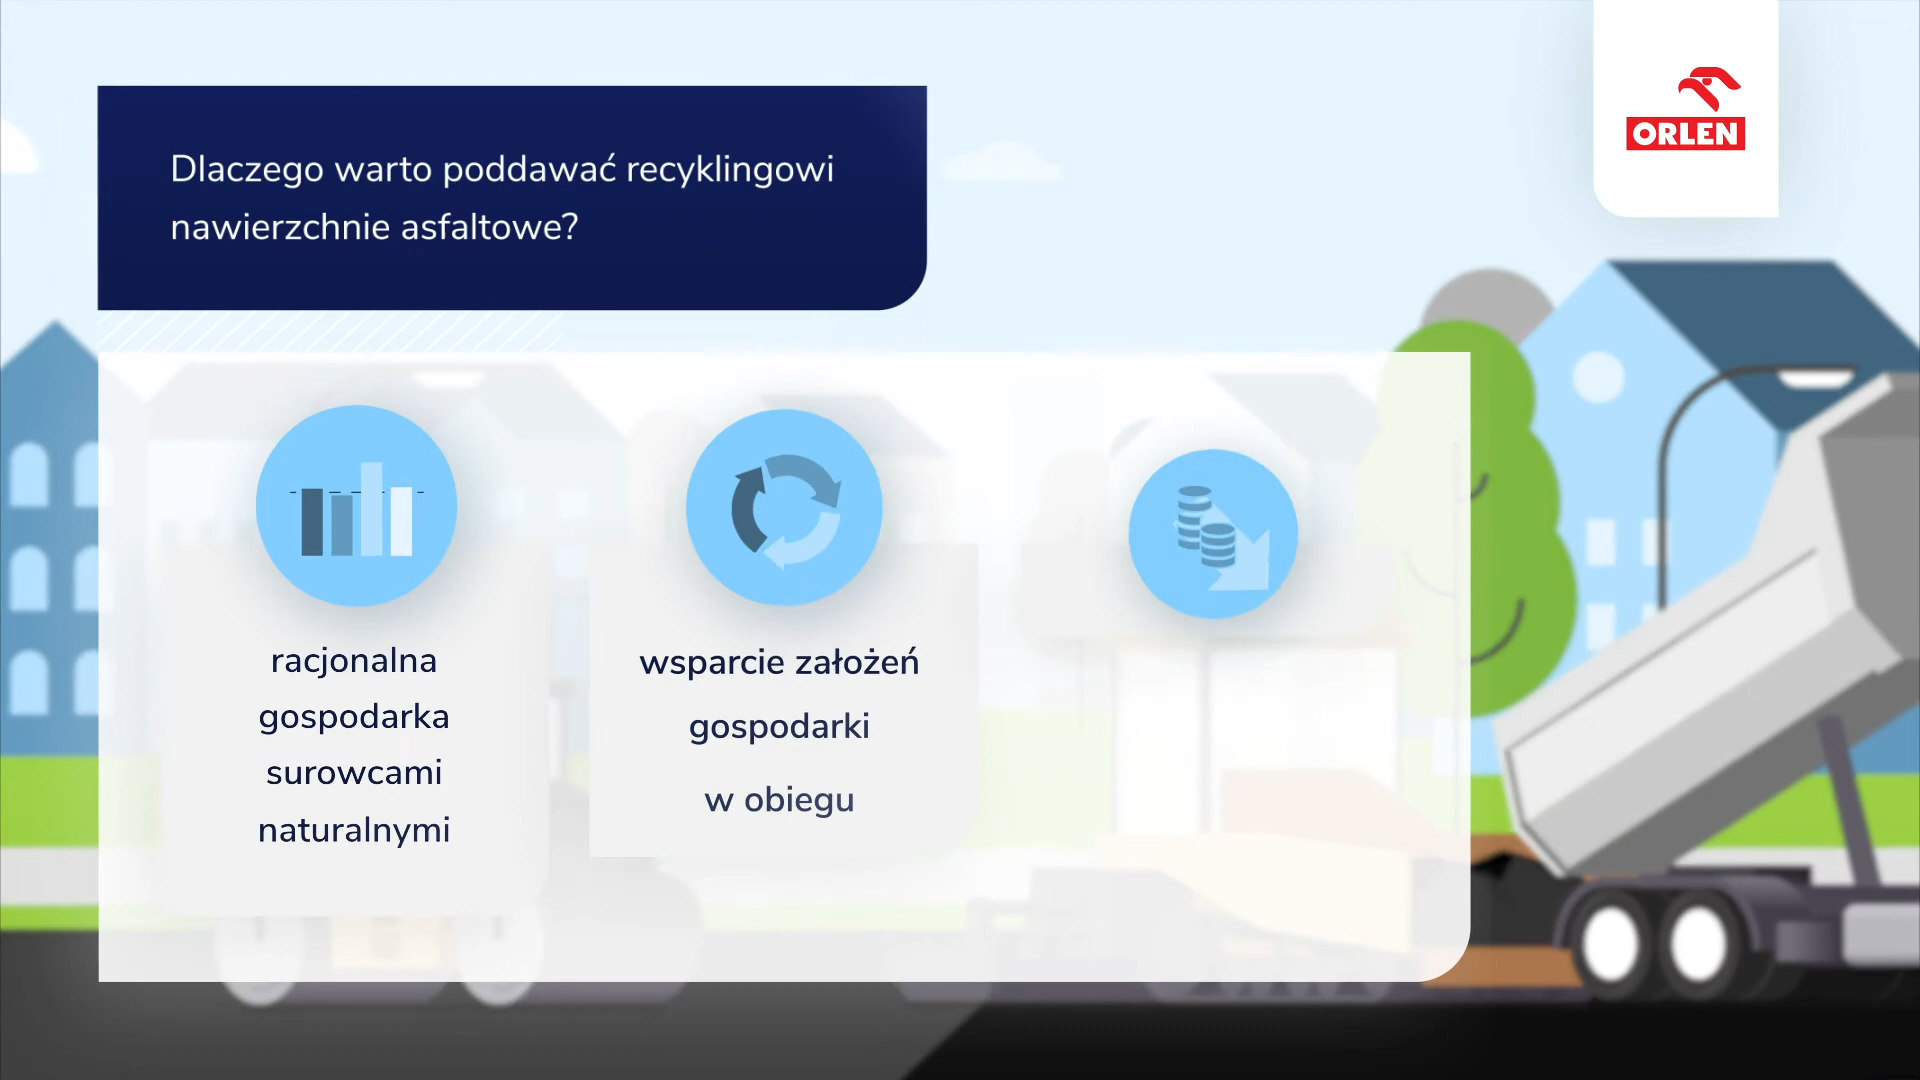 Dlaczego warto poddawać recyklingowi
nawierzchnie asfaltowe?
ORLEN
racjonalna
gospodarka
surowcami
naturalnymi
wsparcie założeń
gospodarki
w obiegu